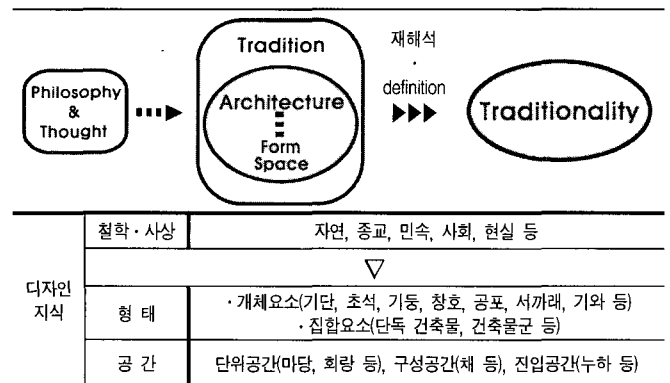 Tradition
재해석
·
definition
Philosophy
&
Thought
Architecture
Form
Space
Traditionality
디자인
지식
철학·사상
자연, 종교, 민속, 사회, 현실 등
▽
형 태
·개체요소(기단, 초석, 기둥, 창호, 공포, 서까래, 기와 등)
·집합요소(단독 건축물, 건축물군 등)
공 간
단위공간(마당, 회랑 등), 구성공간(채 등), 진입공간(누하 등)